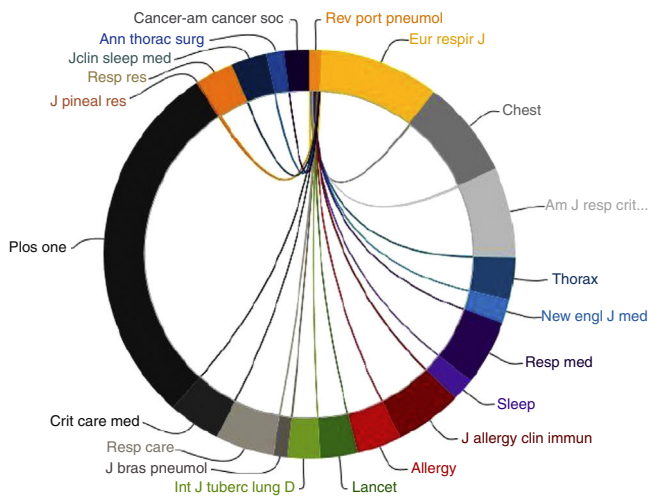 Cancer-am cancer soc
Rev port pneumol
Ann thorac surg
Eur respir J
Jclin sleep med
Resp res
J pineal res
Chest
Am J resp crit...
Plos one
Thorax
New engl J med
Resp med
Sleep
Crit care med
J allergy clin immun
Resp care
J bras pneumol
Allergy
Int J tuberc lung D
Lancet